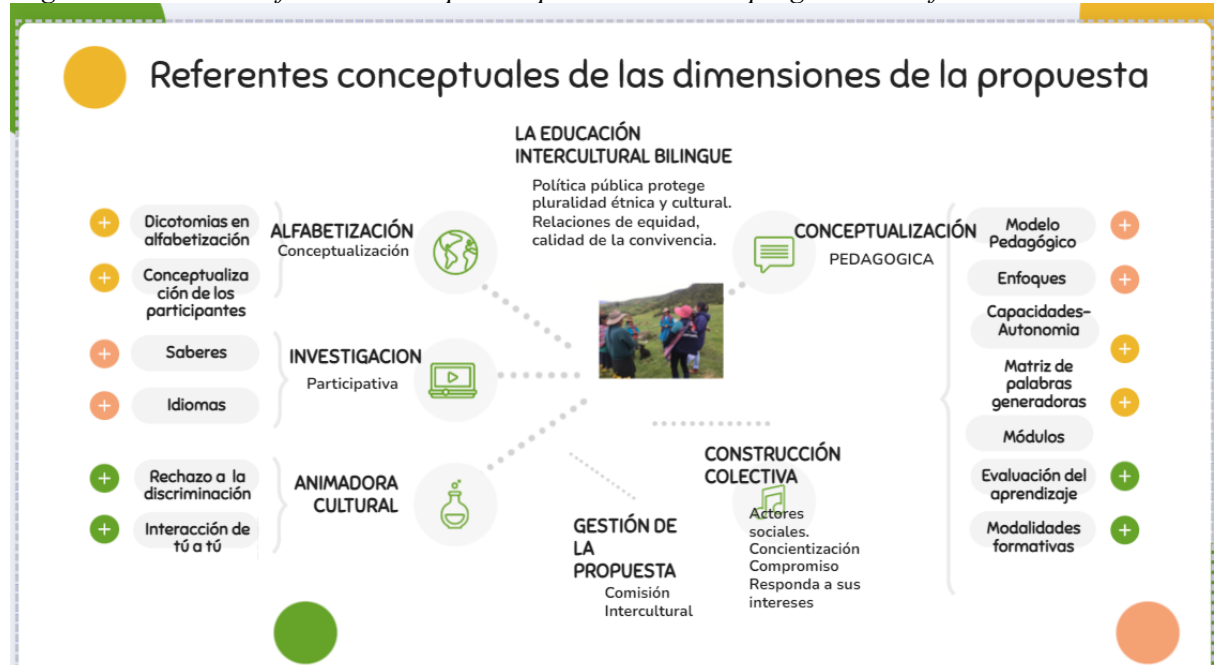 Referentes conceptuales de las dimensiones de la propuesta
LA EDUCACIÓN
INTERCULTURAL BILINGUE
Política pública protege
pluralidad étnica y cultural.
Relaciones de equidad,
calidad de la convivencia.
Dicotomias en
alfabetización
Conceptualiza
ción de los
participantes
ALFABETIZACIÓN
Conceptualización
Saberes
Idiomas
INVESTIGACION
Participativa
Rechazo a la
discriminación
Interacción de
tú a tú
ANIMADORA
CULTURAL
GESTIÓN DE
LA
PROPUESTA
Comisión
Intercultural
CONSTRUCCIÓN
COLECTIVA
Actores
sociales.
Concientización
Compromiso
Responda a sus
intereses
CONCEPTUALIZACIÓN
PEDAGOGICA
Modelo
Pedagógico
Enfoques
Capacidades-
Autonomia
Matriz de
palabras
generadoras
Módulos
Evaluación del
aprendizaje
Modalidades
formativas